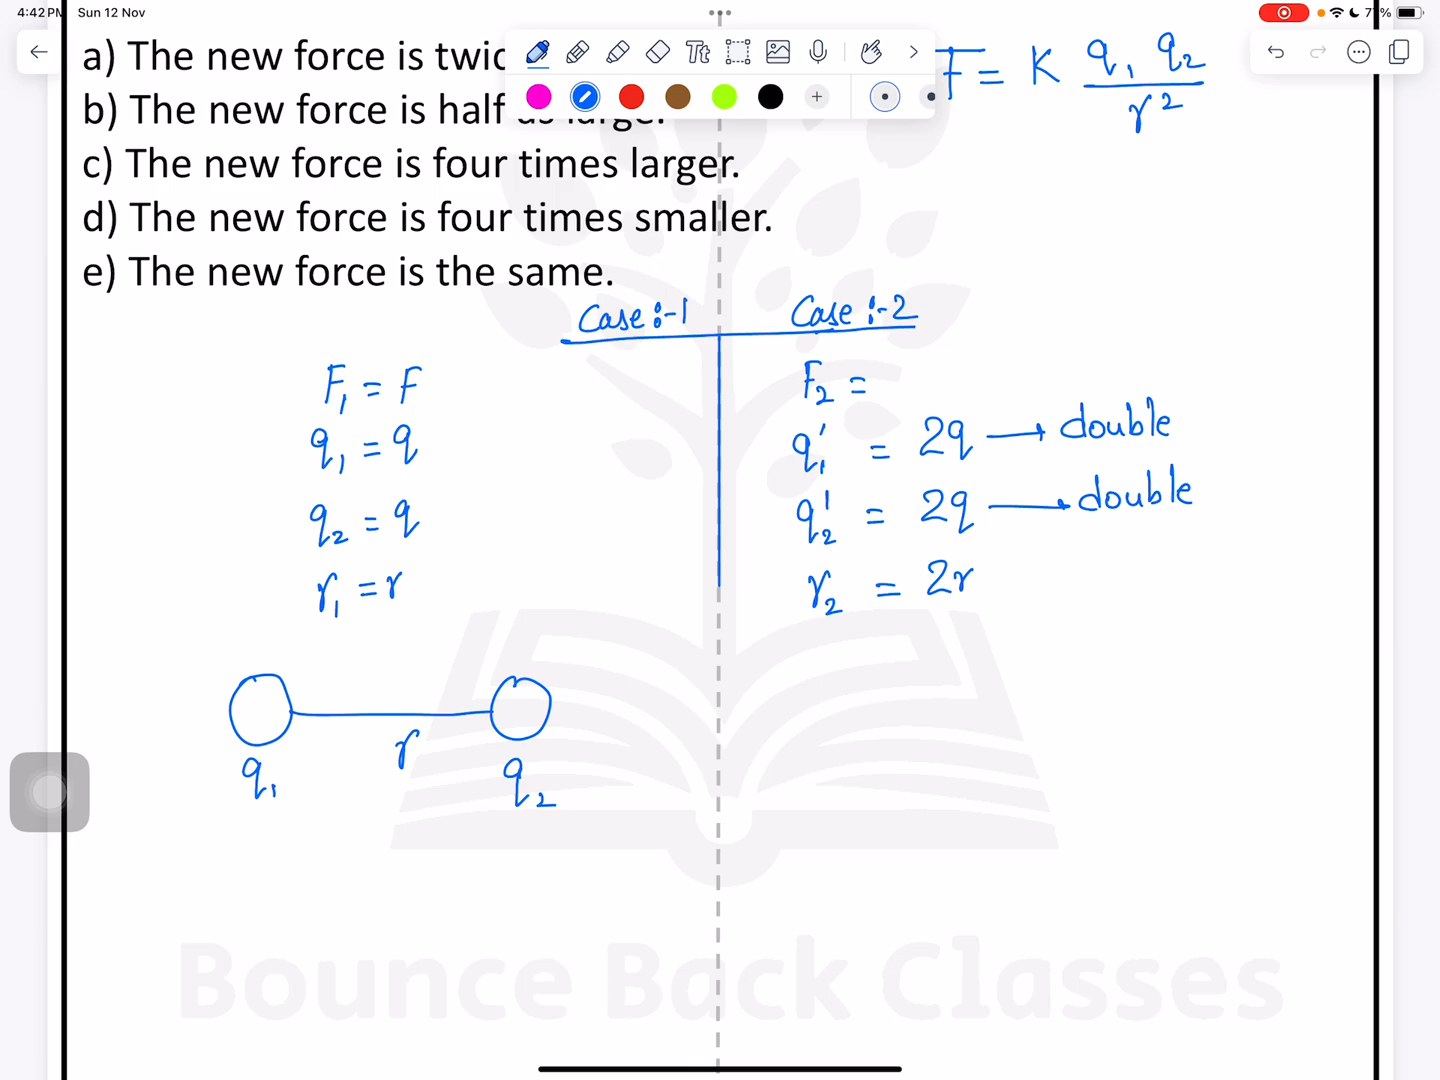 4:42 PM Sun 12 Nov
a) The new force is twic
F = K q₁ q₂ / r²
b) The new force is half as large.
c) The new force is four times larger.
d) The new force is four times smaller.
e) The new force is the same.
Case :-1
Case :-2
F₁ = F
F₂ =
q₁ = q
q₁' = 2q → double
q₂ = q
q₂' = 2q → double
r₁ = r
r₂ = 2r
r
q₁
q₂
Bounce Back Classes